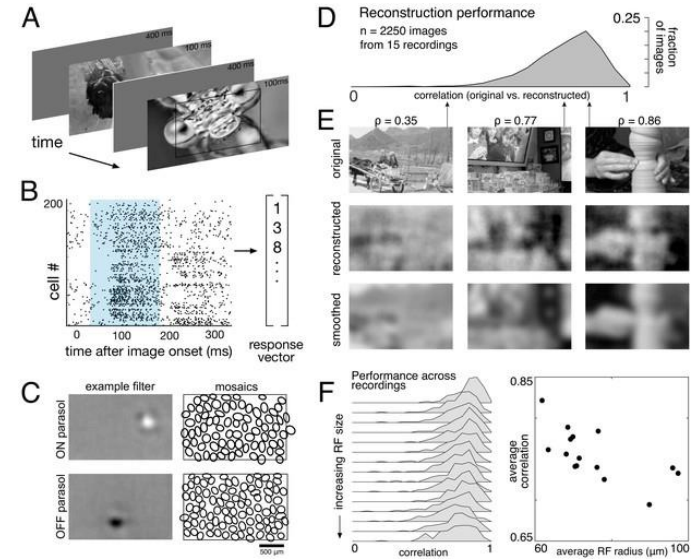 A
400 ms
100 ms
400 ms
100ms
time
B
200
cell #
0 100 200 300
time after image onset (ms)
1
3
8
response
vector
C
example filter
mosaics
ON parasol
OFF parasol
500 µm
D
Reconstruction performance
n = 2250 images
from 15 recordings
0.25
fraction
of images
0 correlation (original vs. reconstructed) 1
E
ρ = 0.35
ρ = 0.77
ρ = 0.86
original
reconstructed
smoothed
F
Performance across
recordings
increasing RF size
correlation
1
0.85
average
correlation
0.65
60 average RF radius (µm) 100